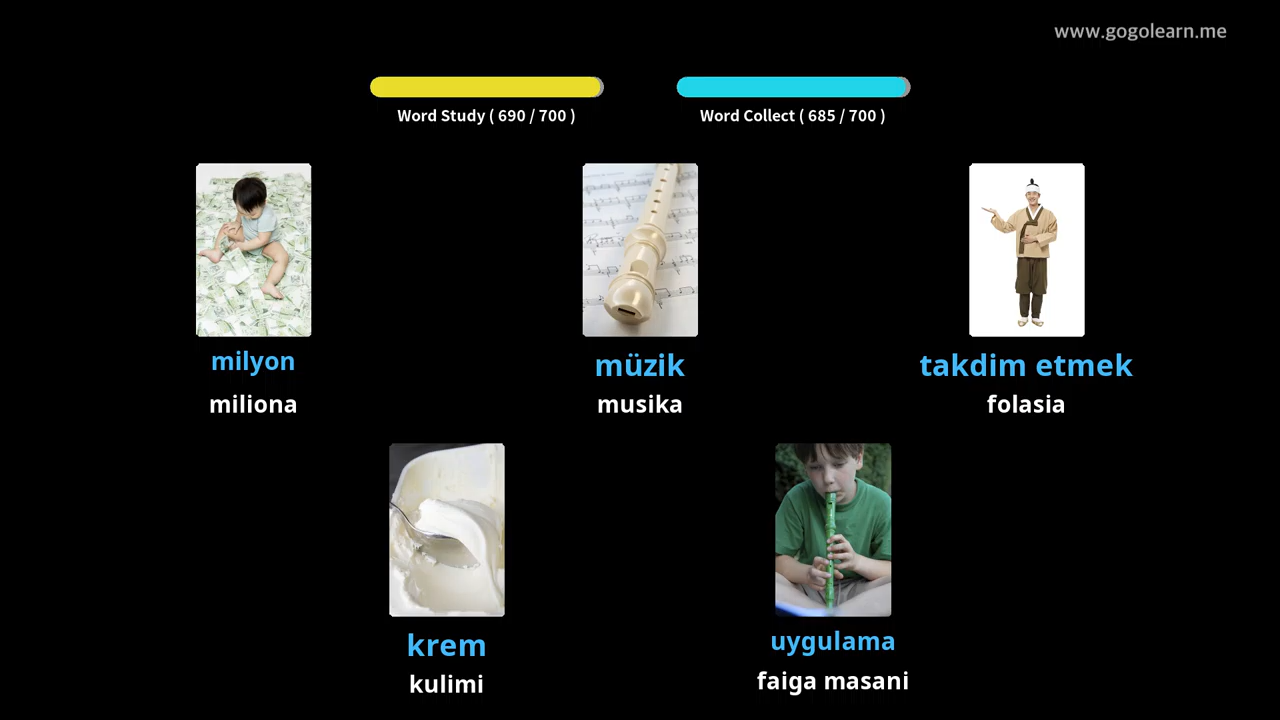 www.gogolearn.me
Word Study ( 690 / 700 )
Word Collect ( 685 / 700 )
milyon
miliona
müzik
musika
takdim etmek
folasia
krem
kulimi
uygulama
faiga masani